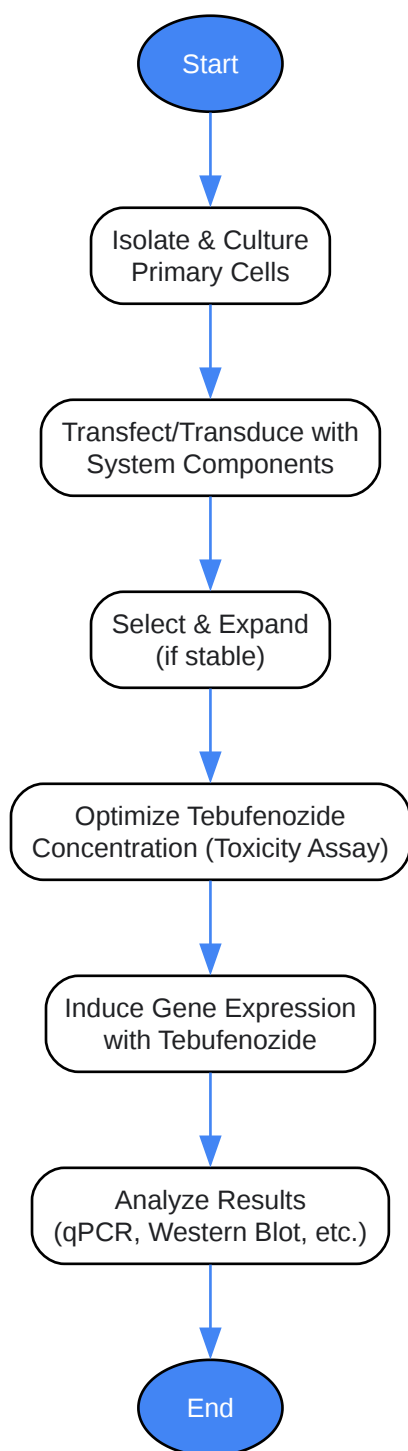 Start
Isolate & Culture
Primary Cells
Transfect/Transduce with
System Components
Select & Expand
(if stable)
Optimize Tebufenozide
Concentration (Toxicity Assay)
Induce Gene Expression
with Tebufenozide
Analyze Results
(qPCR, Western Blot, etc.)
End